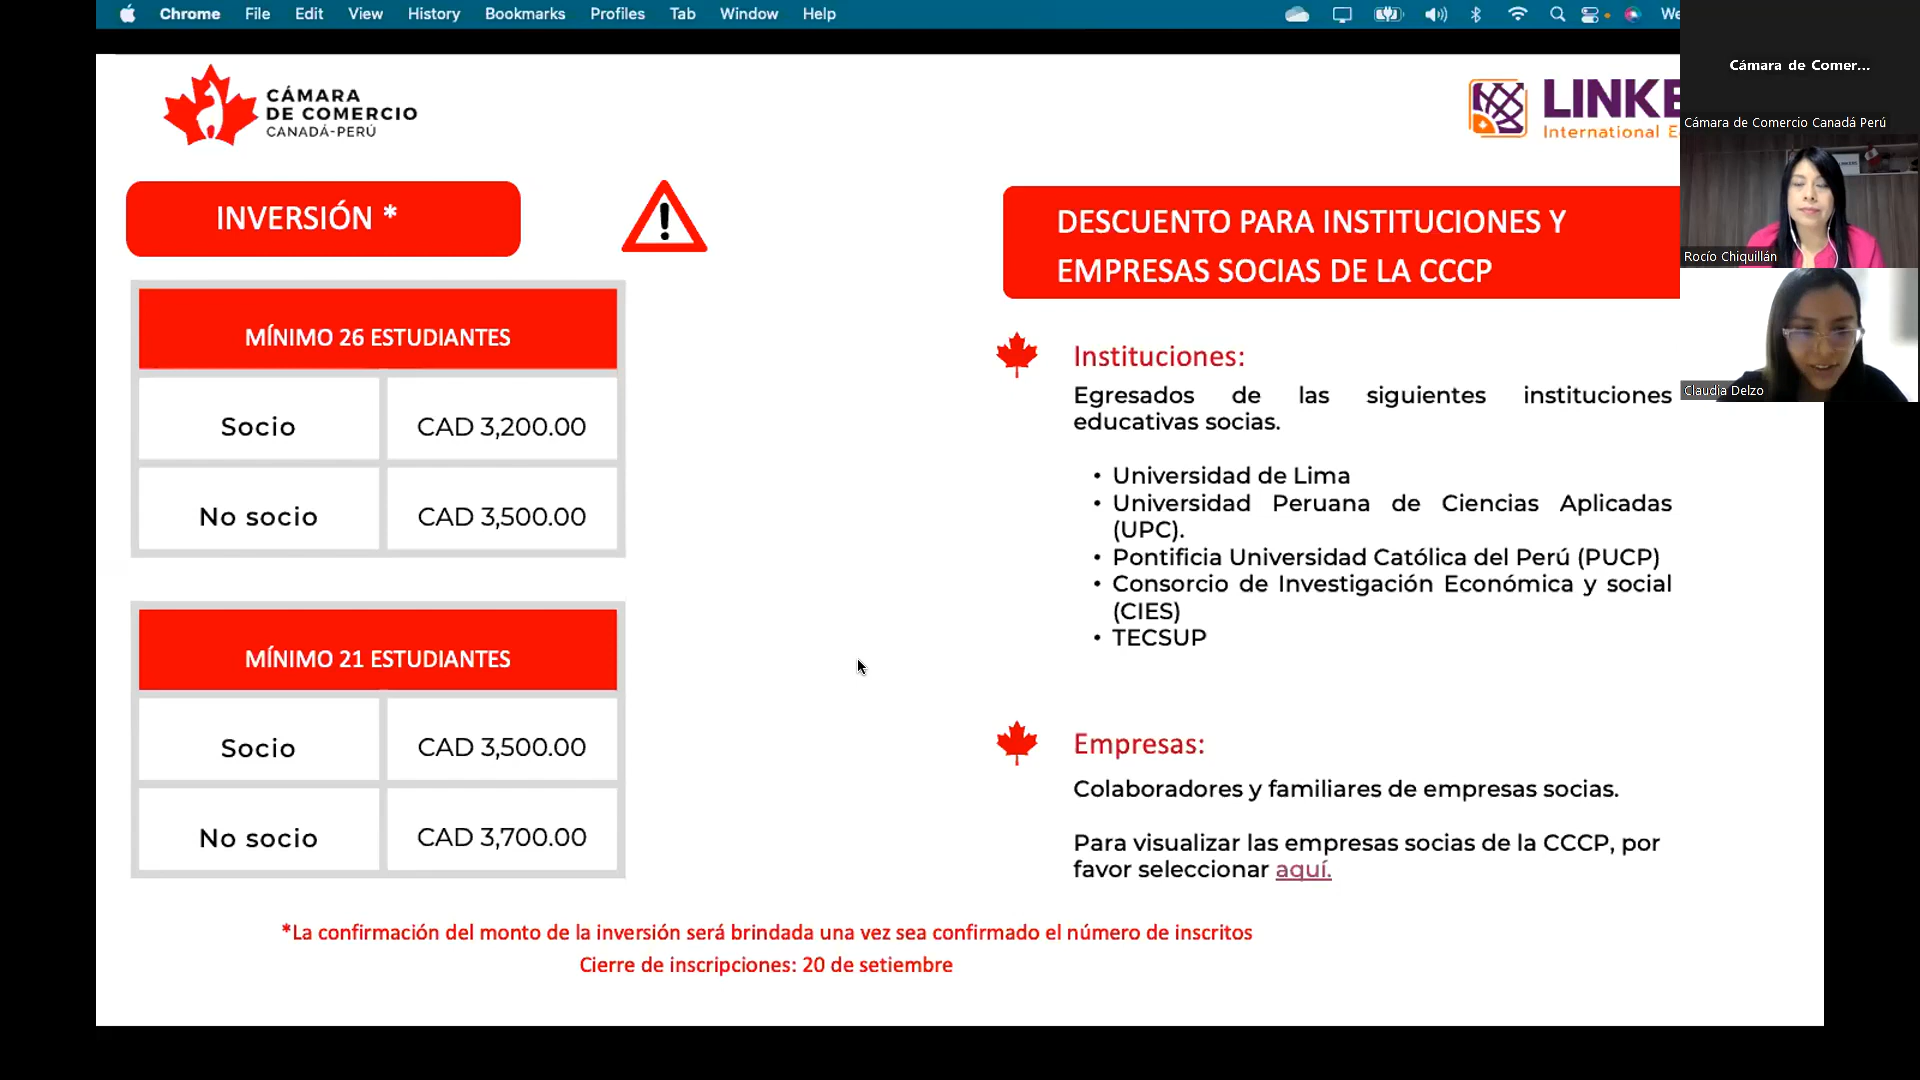 Chrome File Edit View History Bookmarks Profiles Tab Window Help
Cámara de Comer...
Cámara de Comercio Canadá Perú
Rocío Chiquillán
Claudia Delzo
CÁMARA
DE COMERCIO
CANADÁ-PERÚ
LINKE
International E
INVERSIÓN *
MÍNIMO 26 ESTUDIANTES
Socio CAD 3,200.00
No socio CAD 3,500.00
MÍNIMO 21 ESTUDIANTES
Socio CAD 3,500.00
No socio CAD 3,700.00
DESCUENTO PARA INSTITUCIONES Y
EMPRESAS SOCIAS DE LA CCCP
Instituciones:
Egresados de las siguientes instituciones
educativas socias.
• Universidad de Lima
• Universidad Peruana de Ciencias Aplicadas
(UPC).
• Pontificia Universidad Católica del Perú (PUCP)
• Consorcio de Investigación Económica y social
(CIES)
• TECSUP
Empresas:
Colaboradores y familiares de empresas socias.
Para visualizar las empresas socias de la CCCP, por
favor seleccionar aquí.
*La confirmación del monto de la inversión será brindada una vez sea confirmado el número de inscritos
Cierre de inscripciones: 20 de setiembre